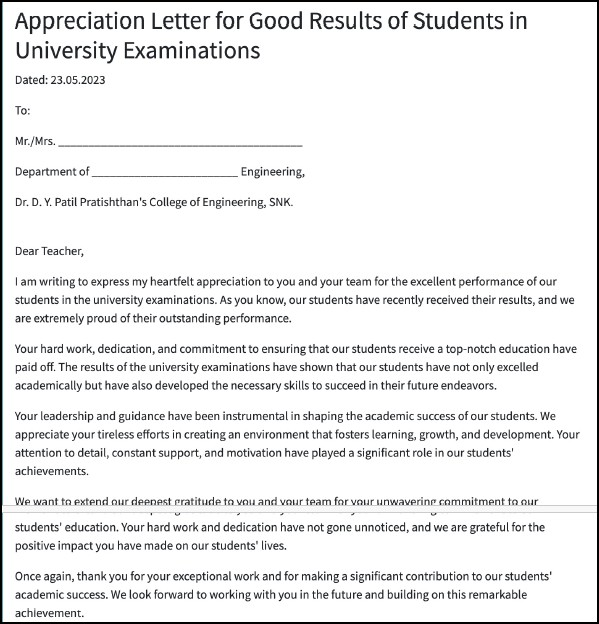 Appreciation Letter for Good Results of Students in
University Examinations
Dated: 23.05.2023
To:
Mr./Mrs. ________________________________________
Department of ________________________ Engineering,
Dr. D. Y. Patil Pratishthan's College of Engineering, SNK.
Dear Teacher,
I am writing to express my heartfelt appreciation to you and your team for the excellent performance of our
students in the university examinations. As you know, our students have recently received their results, and we
are extremely proud of their outstanding performance.
Your hard work, dedication, and commitment to ensuring that our students receive a top-notch education have
paid off. The results of the university examinations have shown that our students have not only excelled
academically but have also developed the necessary skills to succeed in their future endeavors.
Your leadership and guidance have been instrumental in shaping the academic success of our students. We
appreciate your tireless efforts in creating an environment that fosters learning, growth, and development. Your
attention to detail, constant support, and motivation have played a significant role in our students'
achievements.
We want to extend our deepest gratitude to you and your team for your unwavering commitment to our
students' education. Your hard work and dedication have not gone unnoticed, and we are grateful for the
positive impact you have made on our students' lives.
Once again, thank you for your exceptional work and for making a significant contribution to our students'
academic success. We look forward to working with you in the future and building on this remarkable
achievement.